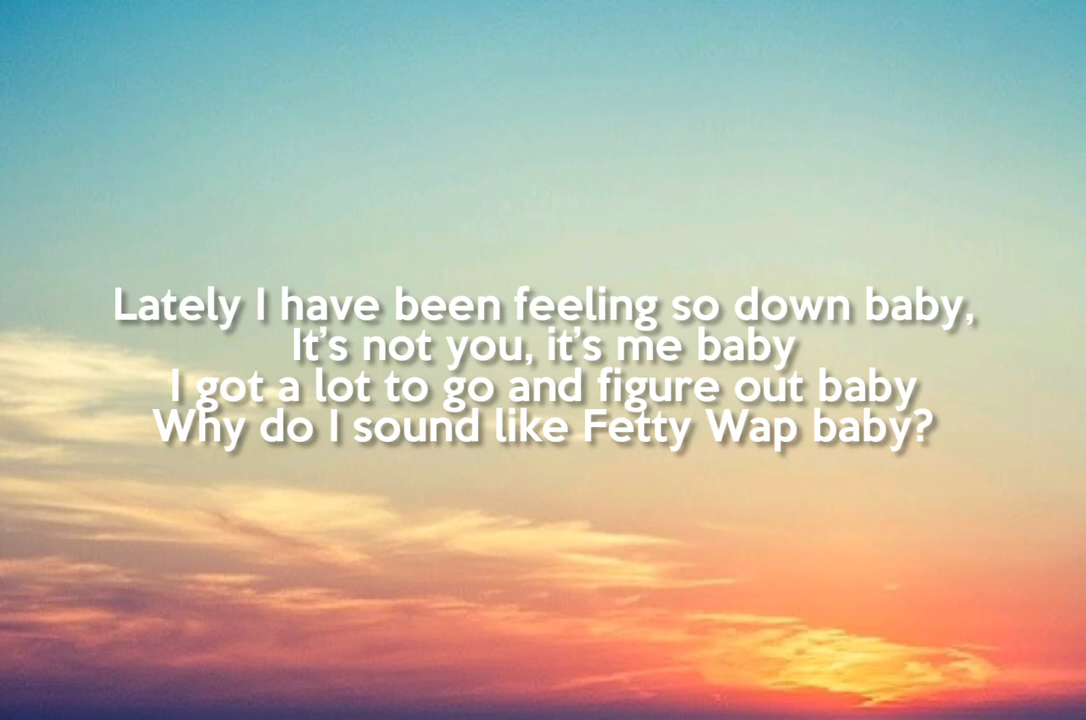 Lately I have been feeling so down baby,
It's not you, it's me baby
I got a lot to go and figure out baby
Why do I sound like Fetty Wap baby?